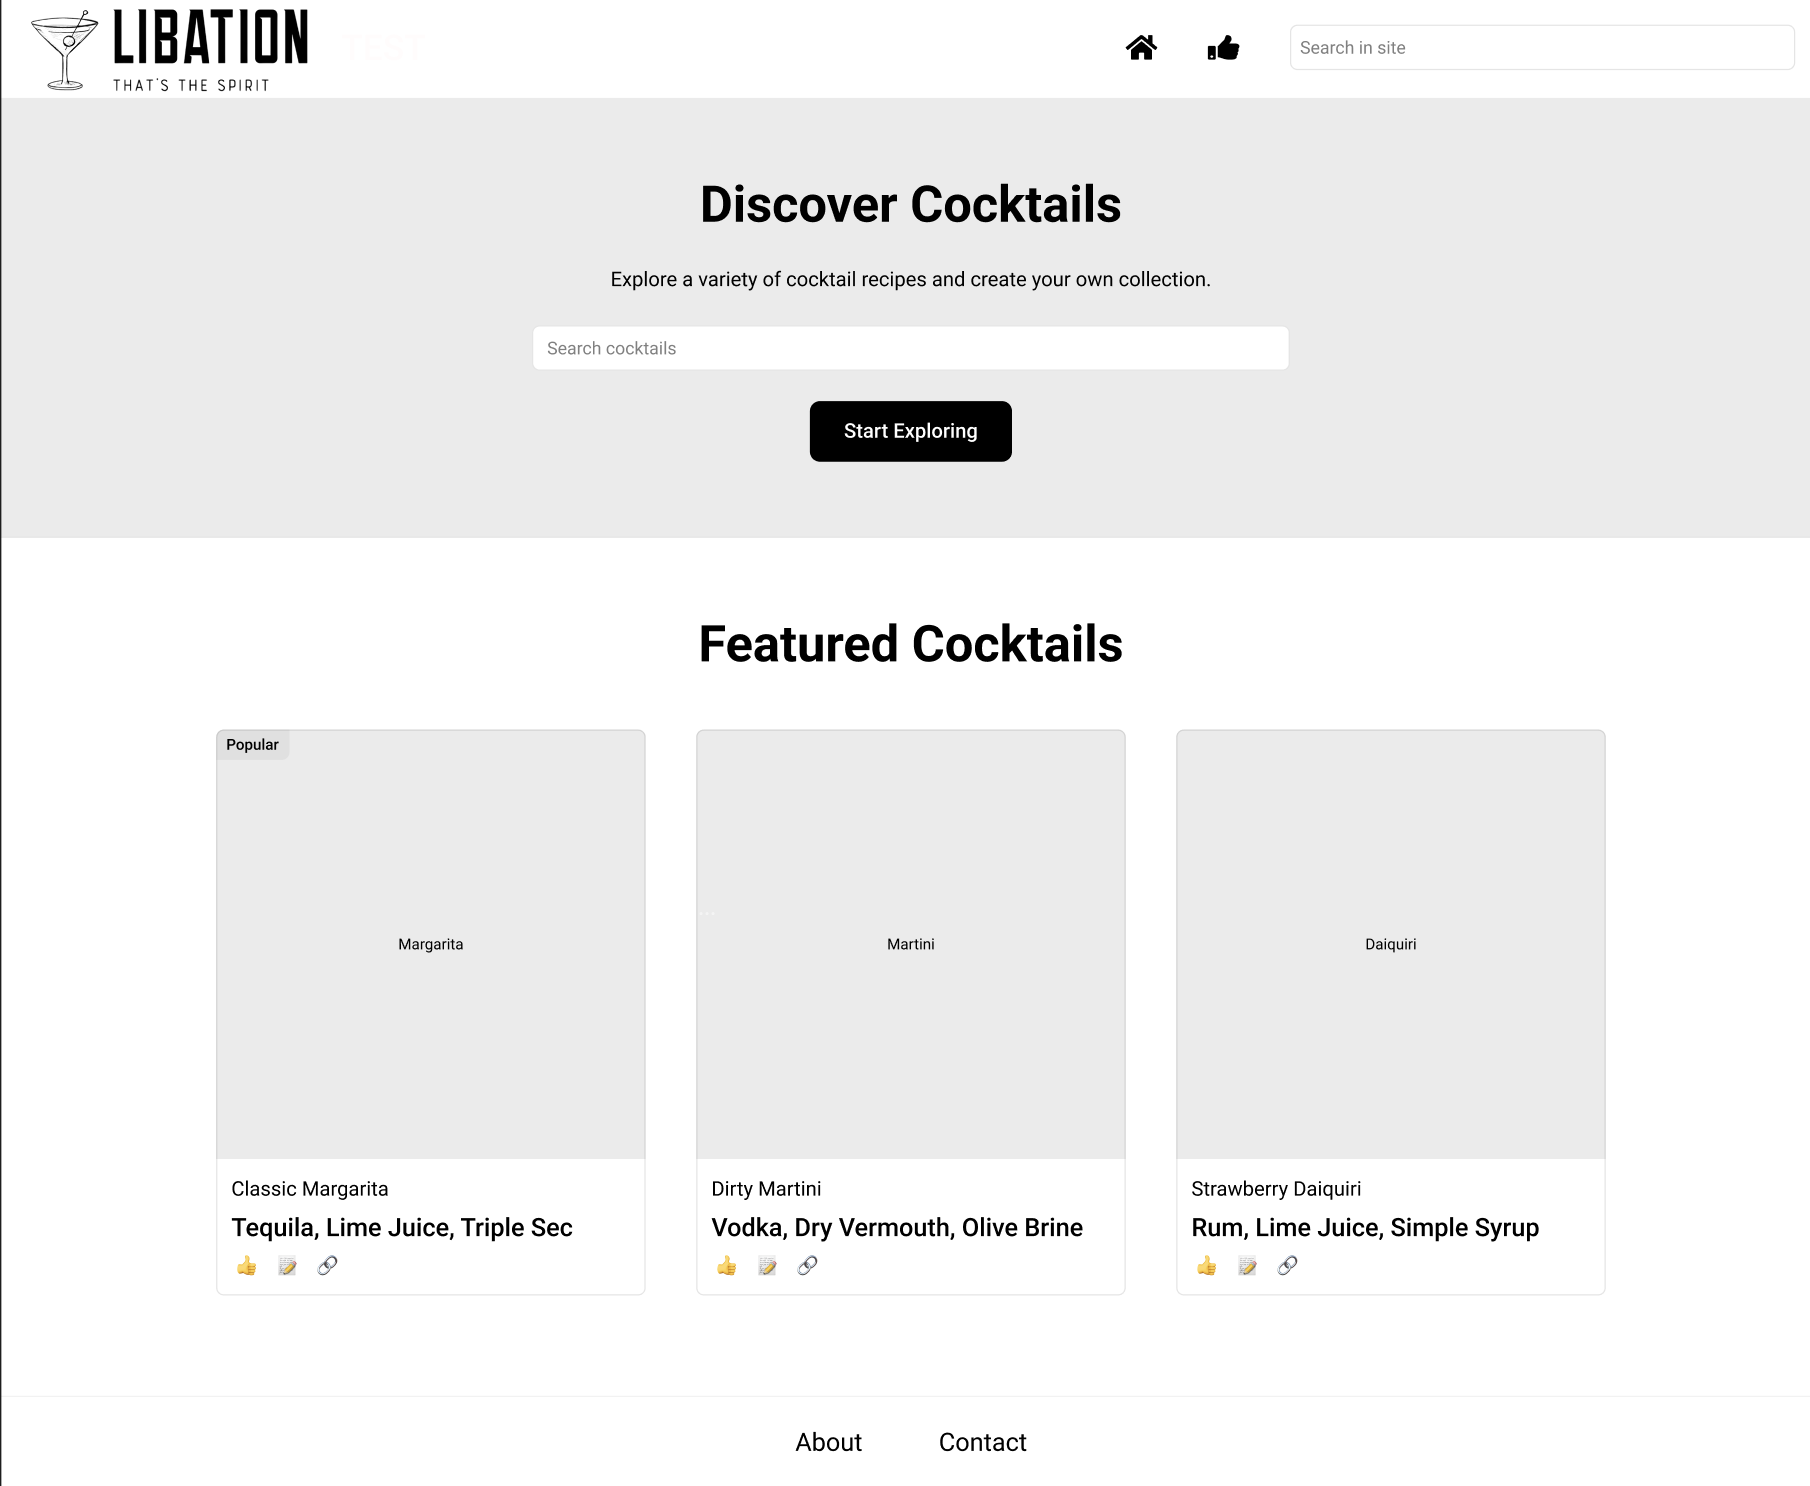 LIBATION
THAT'S THE SPIRIT
TEST
Search in site
Discover Cocktails
Explore a variety of cocktail recipes and create your own collection.
Search cocktails
Start Exploring
Featured Cocktails
Popular
Margarita
Classic Margarita
Tequila, Lime Juice, Triple Sec
...
Martini
Dirty Martini
Vodka, Dry Vermouth, Olive Brine
Daiquiri
Strawberry Daiquiri
Rum, Lime Juice, Simple Syrup
About
Contact